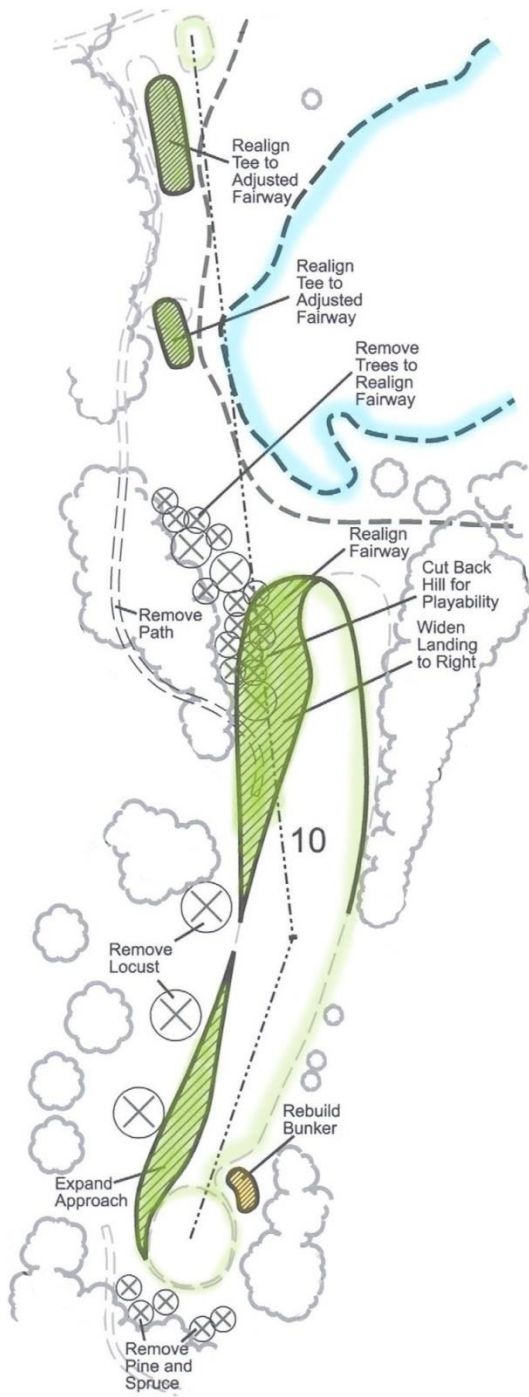 Realign
Tee to
Adjusted
Fairway
Realign
Tee to
Adjusted
Fairway
Remove
Trees to
Realign
Fairway
Realign
Fairway
Cut Back
Hill for
Playability
Remove
Path
Widen
Landing
to Right
10
Remove
Locust
Rebuild
Bunker
Expand
Approach
Remove
Pine and
Spruce